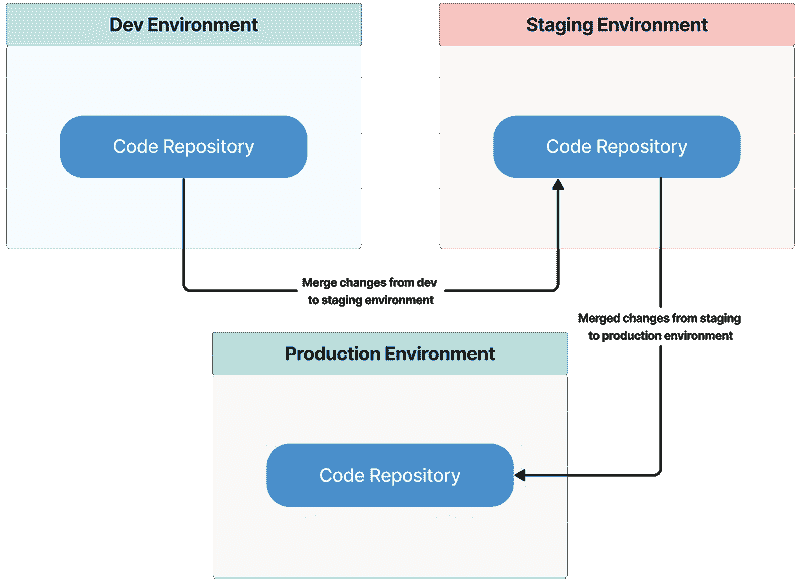 Dev Environment
Staging Environment
Code Repository
Code Repository
Merge changes from dev
to staging environment
Merged changes from staging
to production environment
Production Environment
Code Repository